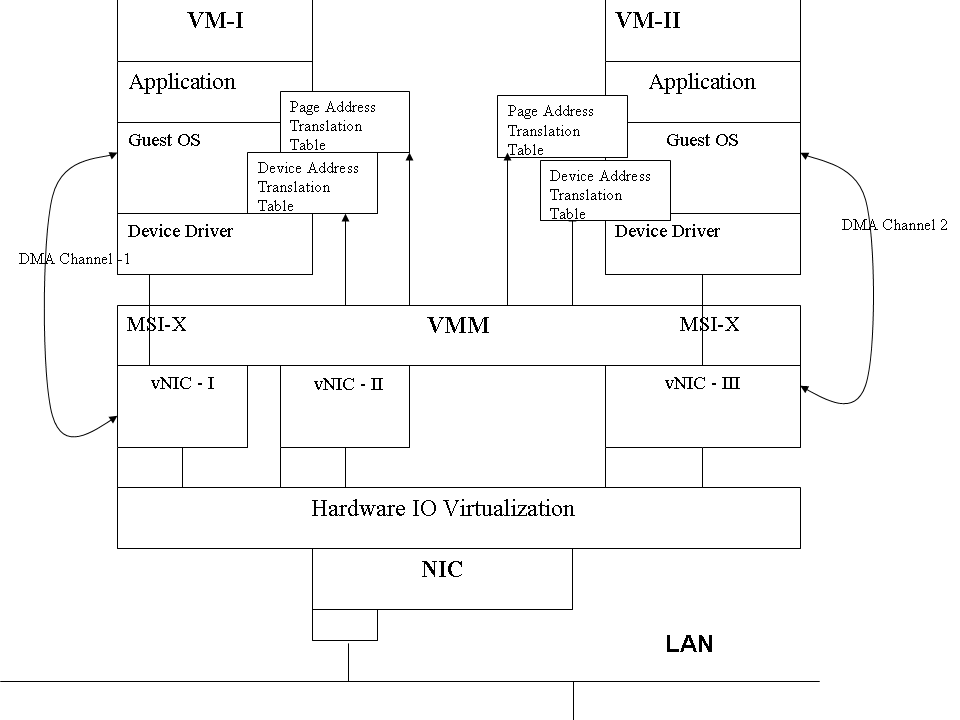 VM-I
VM-II
Application
Application
Page Address
Translation
Table
Page Address
Translation
Table
Guest OS
Guest OS
Device Address
Translation
Table
Device Address
Translation
Table
Device Driver
Device Driver
DMA Channel -1
DMA Channel 2
MSI-X
VMM
MSI-X
vNIC - I
vNIC - II
vNIC - III
Hardware IO Virtualization
NIC
LAN